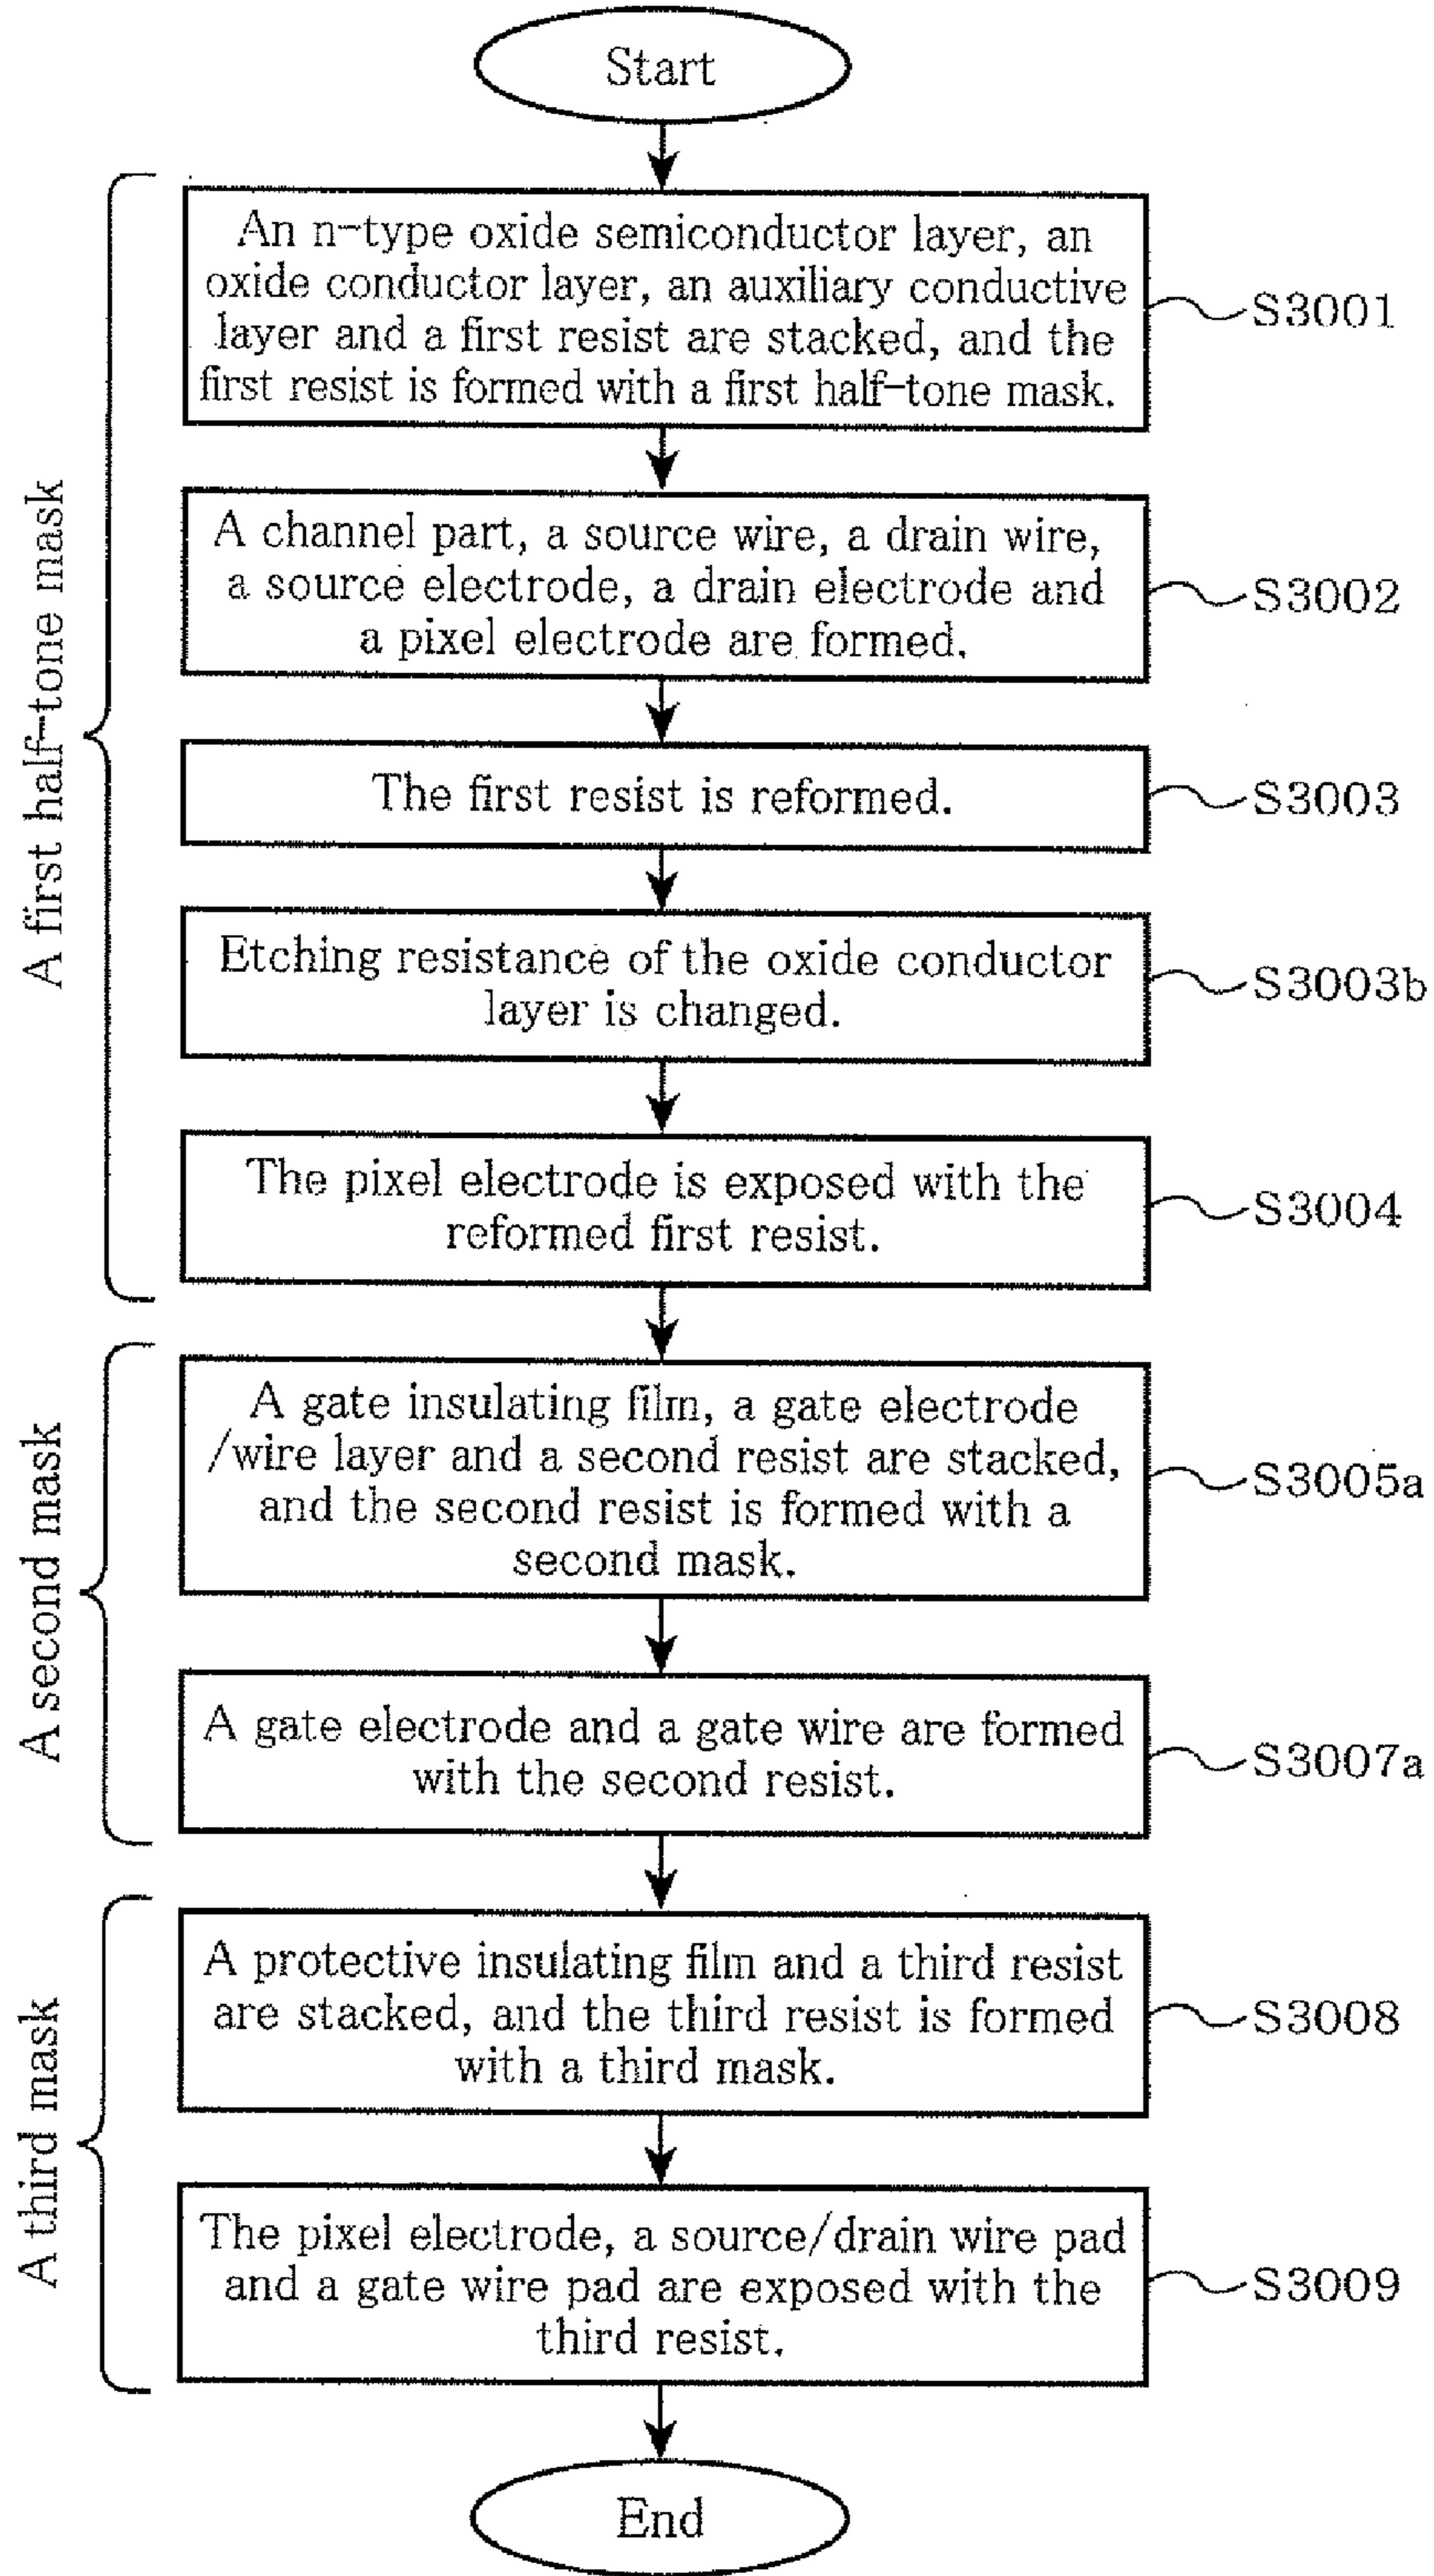 Start
A first half-tone mask
An n-type oxide semiconductor layer, an
oxide conductor layer, an auxiliary conductive
layer and a first resist are stacked, and the
first resist is formed with a first half-tone mask.
S3001
A channel part, a source wire, a drain wire,
a source electrode, a drain electrode and
a pixel electrode are formed.
S3002
The first resist is reformed.
S3003
Etching resistance of the oxide conductor
layer is changed.
S3003b
The pixel electrode is exposed with the
reformed first resist.
S3004
A second mask
A gate insulating film, a gate electrode
/wire layer and a second resist are stacked,
and the second resist is formed with a
second mask.
S3005a
A gate electrode and a gate wire are formed
with the second resist.
S3007a
A third mask
A protective insulating film and a third resist
are stacked, and the third resist is formed
with a third mask.
S3008
The pixel electrode, a source/drain wire pad
and a gate wire pad are exposed with the
third resist.
S3009
End